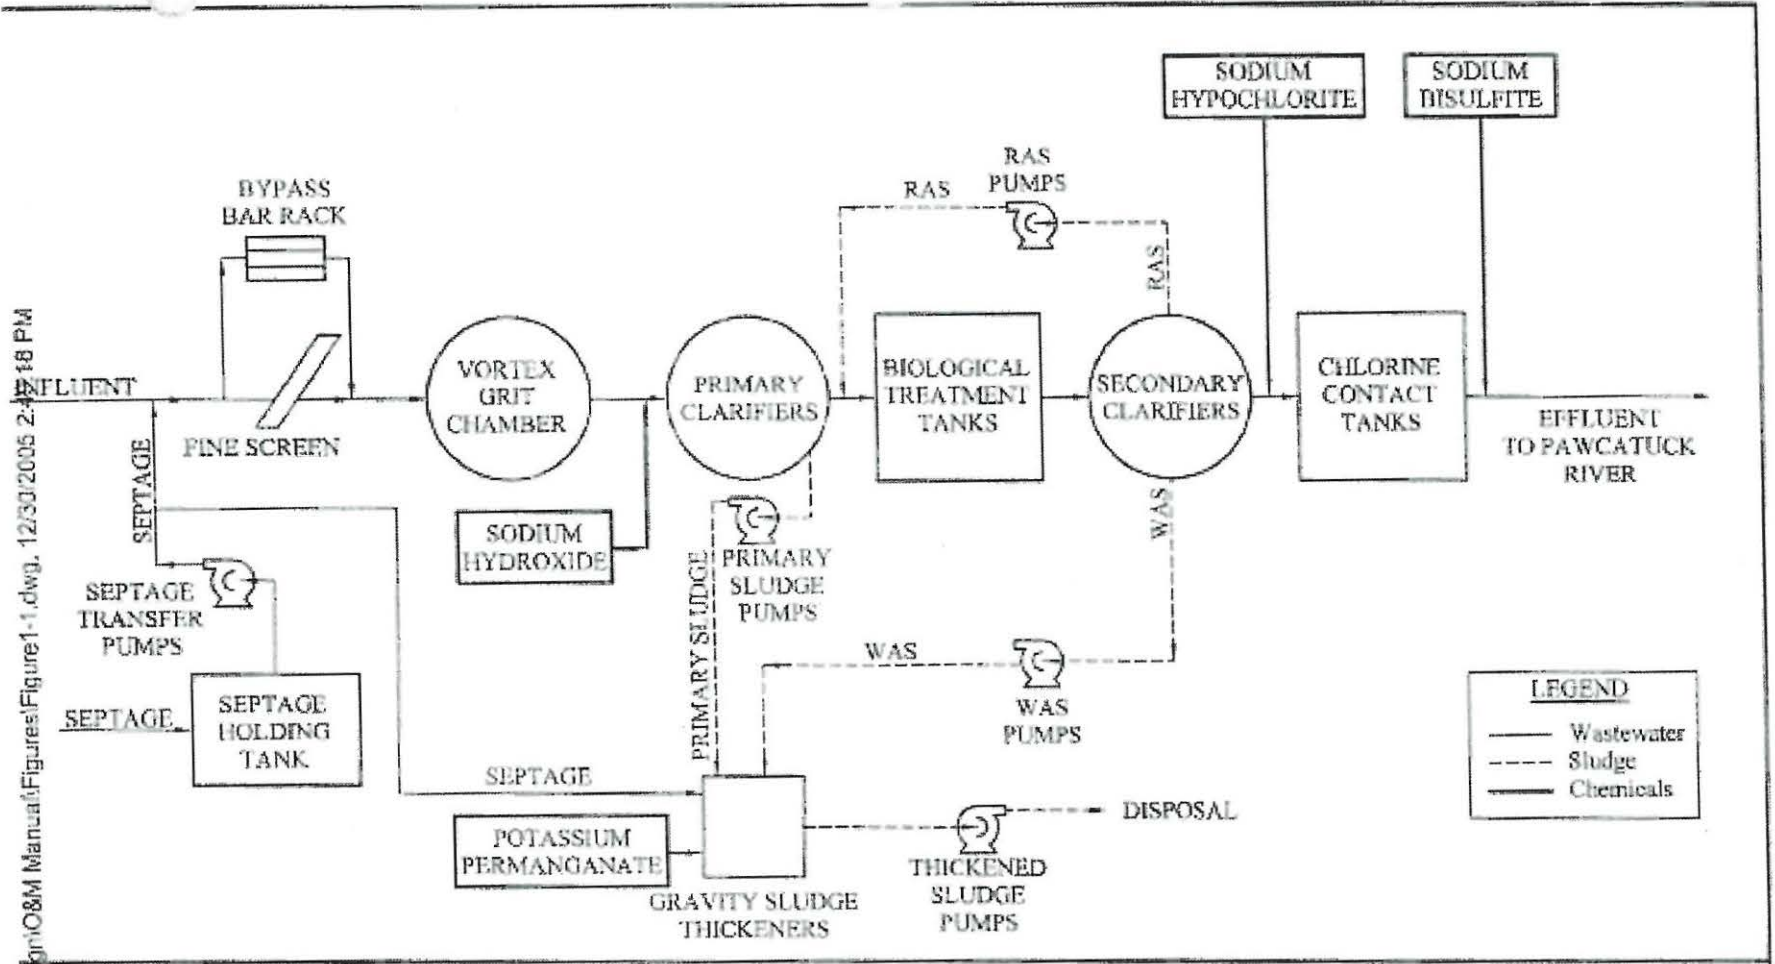 SODIUM
HYPOCHLORITE
SODIUM
BISULFITE
RAS
PUMPS
RAS
BYPASS
BAR RACK
RAS
INFLUENT
FINE SCREEN
VORTEX
GRIT
CHAMBER
PRIMARY
CLARIFIERS
BIOLOGICAL
TREATMENT
TANKS
SECONDARY
CLARIFIERS
CHLORINE
CONTACT
TANKS
EFFLUENT
TO PAWCATUCK
RIVER
SEPTAGE
SODIUM
HYDROXIDE
WAS
PRIMARY
SLUDGE
PUMPS
PRIMARY SLUDGE
SEPTAGE
TRANSFER
PUMPS
WAS
WAS
PUMPS
SEPTAGE
SEPTAGE
HOLDING
TANK
SEPTAGE
POTASSIUM
PERMANGANATE
GRAVITY SLUDGE
THICKENERS
DISPOSAL
THICKENED
SLUDGE
PUMPS
LEGEND
Wastewater
Sludge
Chemicals
gn\O&M Manual\Figures\Figure1-1.dwg, 12/30/2005 18 PM